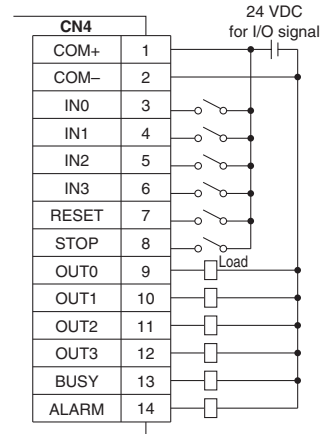 24 VDC
for I/O signal
CN4
COM+ 1
COM– 2
IN0 3
IN1 4
IN2 5
IN3 6
RESET 7
STOP 8
OUT0 9 Load
OUT1 10
OUT2 11
OUT3 12
BUSY 13
ALARM 14